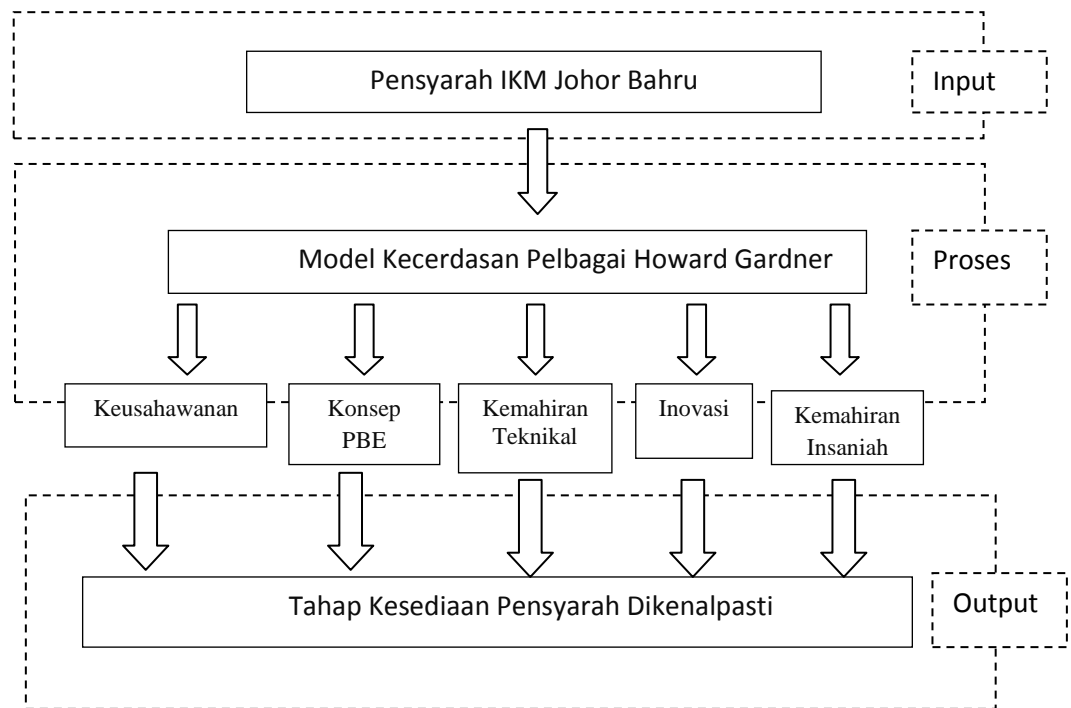 Pensyarah IKM Johor Bahru
Input
Model Kecerdasan Pelbagai Howard Gardner
Proses
Keusahawanan
Konsep
PBE
Kemahiran
Teknikal
Inovasi
Kemahiran
Insaniah
Tahap Kesediaan Pensyarah Dikenalpasti
Output